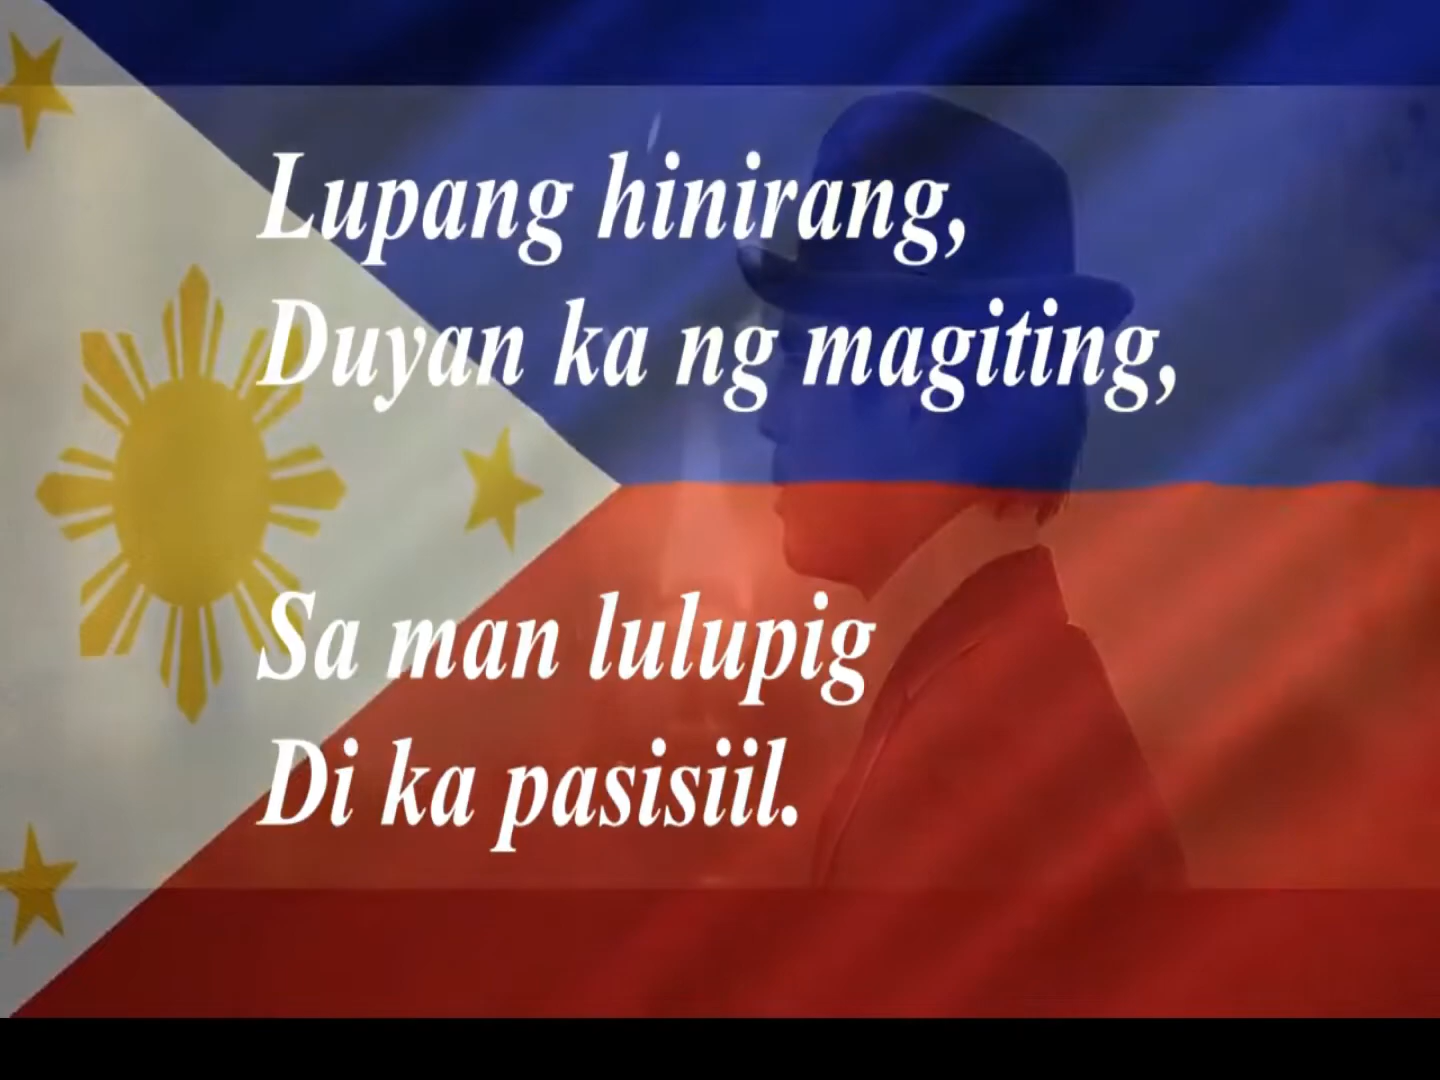 Lupang hinirang,
Duyan ka ng magiting,
Sa man lulupig
Di ka pasisiil.